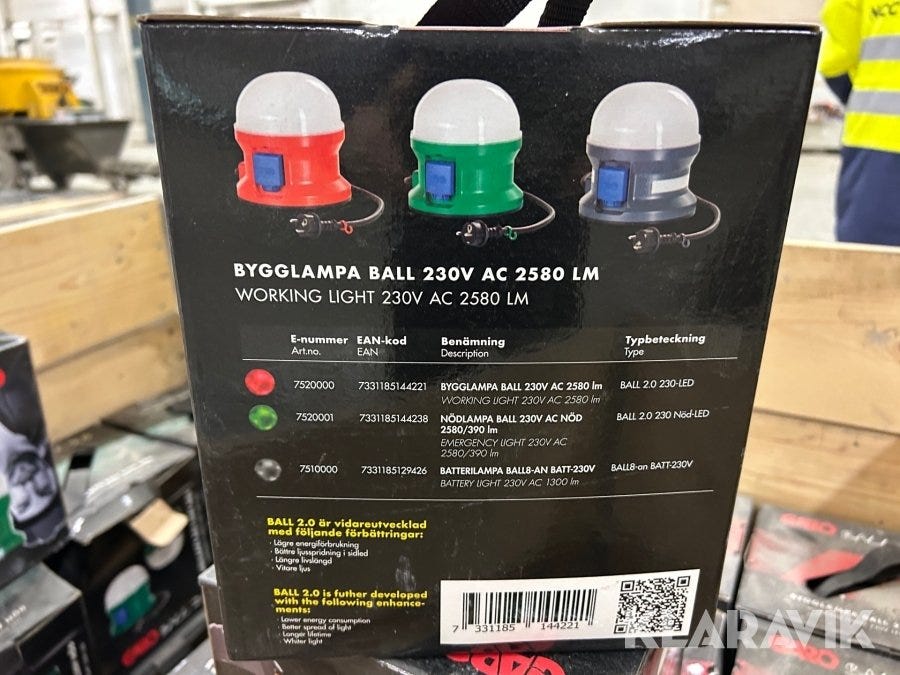 NCC
BYGGLAMPA BALL 230V AC 2580 LM
WORKING LIGHT 230V AC 2580 LM
E-nummer EAN-kod Benämning Typbeteckning
Art.no. EAN Description Type
7520000 7331185144221 BYGGLAMPA BALL 230V AC 2580 lm BALL 2.0 230-LED
WORKING LIGHT 230V AC 2580 lm
7520001 7331185144238 NÖDLAMPA BALL 230V AC NÖD BALL 2.0 230 Nöd-LED
2580/390 lm
EMERGENCY LIGHT 230V AC
2580/390 lm
7510000 7331185129426 BATTERILAMPA BALL8-AN BATT-230V BALL8-an BATT-230V
BATTERY LIGHT 230V AC 1300 lm
BALL 2.0 är vidareutvecklad
med följande förbättringar:
· Lägre energiförbrukning
· Bättre ljusspridning i sidled
· Längre livslängd
· Vitare ljus
BALL 2.0 is futher developed
with the following enhance-
ments:
· Lower energy consumption
· Better spread of light
· Longer lifetime
· Whiter light
7 331185 144221
KLARAVIK